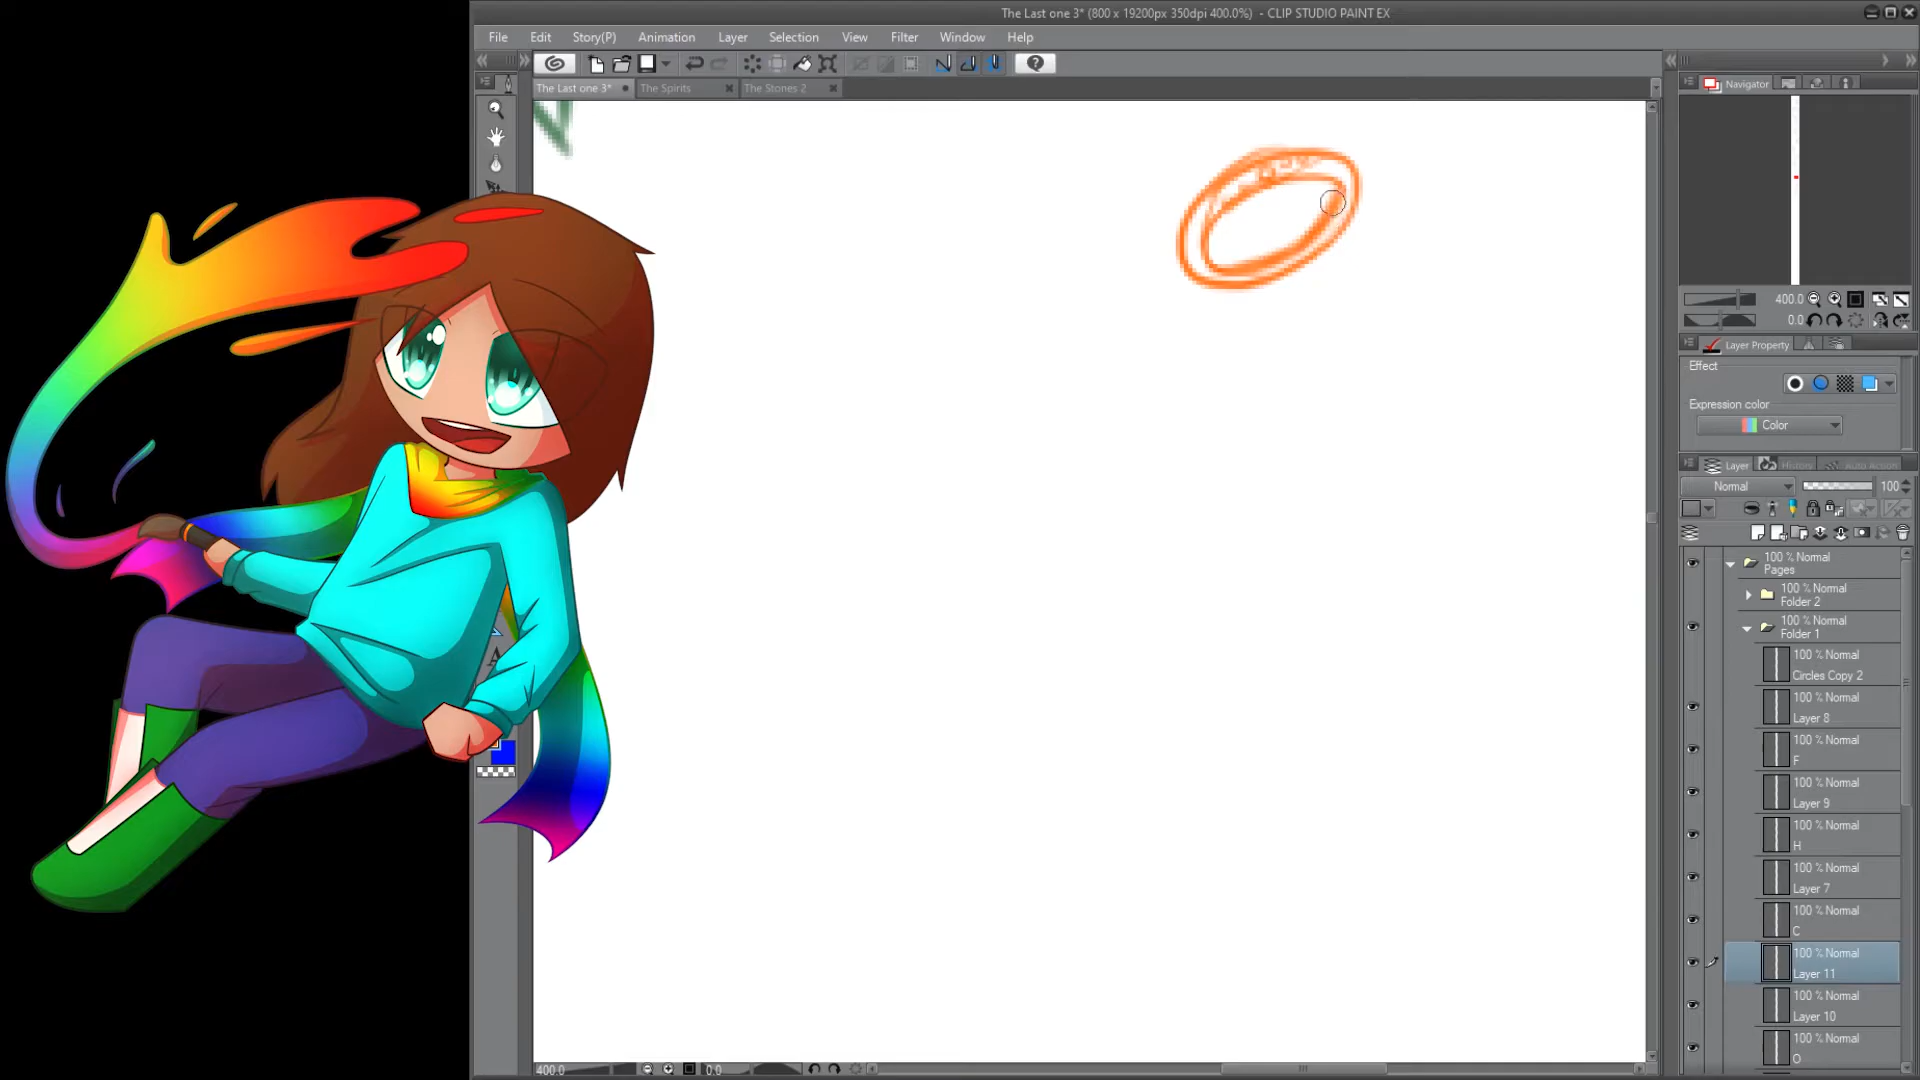 The Last one 3* (800 x 19200px 350dpi 400.0%) - CLIP STUDIO PAINT EX
File Edit Story(P) Animation Layer Selection View Filter Window Help
The Last one 3* The Spirits The Stones 2
Navigator
400.0
0.0
Layer Property
Effect
Expression color
Color
Layer History Auto Action
Normal 100
100 % Normal
Pages
100 % Normal
Folder 2
100 % Normal
Folder 1
100 % Normal
Circles Copy 2
100 % Normal
Layer 8
100 % Normal
F
100 % Normal
Layer 9
100 % Normal
H
100 % Normal
Layer 7
100 % Normal
C
100 % Normal
Layer 11
100 % Normal
Layer 10
100 % Normal
O
400.0 0.0